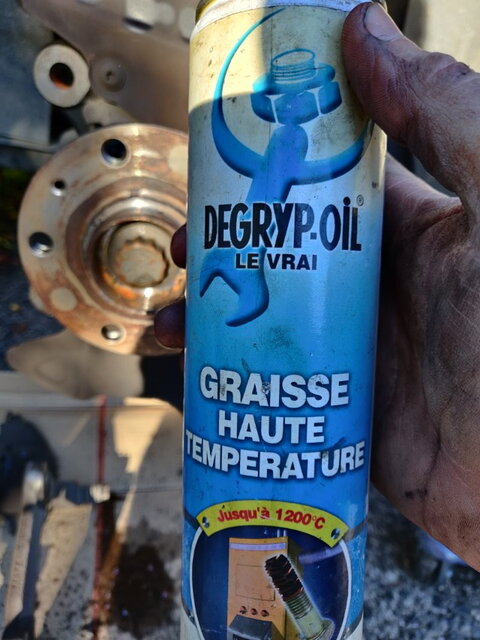 DEGRYP-OiL®
LE VRAI
GRAISSE
HAUTE
TEMPERATURE
Jusqu'à 1200°C